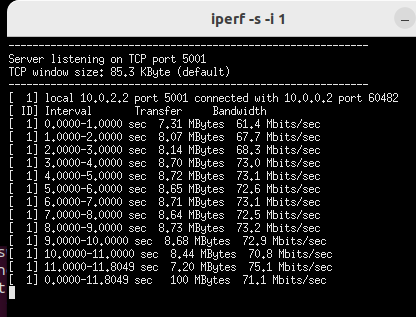 iperf -s -i 1
------------------------------------------------------------
Server listening on TCP port 5001
TCP window size: 85.3 KByte (default)
------------------------------------------------------------
[  1] local 10.0.2.2 port 5001 connected with 10.0.0.2 port 60482
[ ID] Interval       Transfer     Bandwidth
[  1] 0.0000-1.0000 sec  7.31 MBytes  61.4 Mbits/sec
[  1] 1.0000-2.0000 sec  8.07 MBytes  67.7 Mbits/sec
[  1] 2.0000-3.0000 sec  8.14 MBytes  68.3 Mbits/sec
[  1] 3.0000-4.0000 sec  8.70 MBytes  73.0 Mbits/sec
[  1] 4.0000-5.0000 sec  8.72 MBytes  73.1 Mbits/sec
[  1] 5.0000-6.0000 sec  8.65 MBytes  72.6 Mbits/sec
[  1] 6.0000-7.0000 sec  8.71 MBytes  73.1 Mbits/sec
[  1] 7.0000-8.0000 sec  8.64 MBytes  72.5 Mbits/sec
[  1] 8.0000-9.0000 sec  8.73 MBytes  73.2 Mbits/sec
[  1] 9.0000-10.0000 sec  8.68 MBytes  72.9 Mbits/sec
[  1] 10.0000-11.0000 sec  8.44 MBytes  70.8 Mbits/sec
[  1] 11.0000-11.8049 sec  7.20 MBytes  75.1 Mbits/sec
[  1] 0.0000-11.8049 sec   100 MBytes  71.1 Mbits/sec